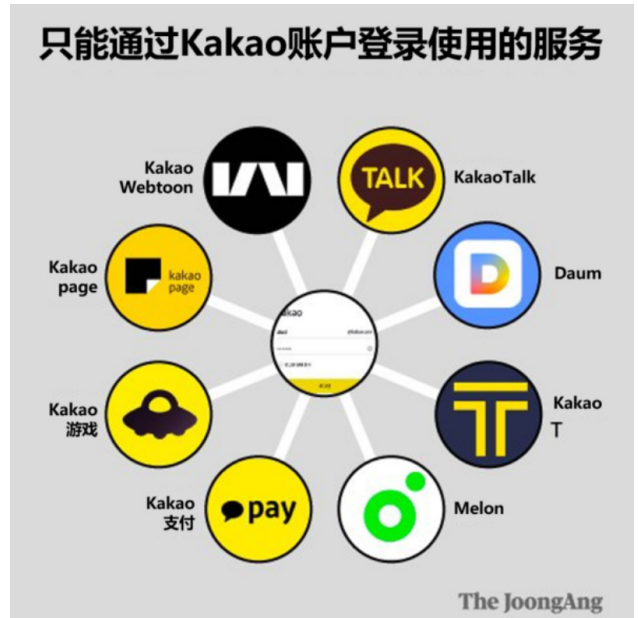 只能通过Kakao账户登录使用的服务
Kakao
Webtoon
TALK
KakaoTalk
Kakao
page
kakao
page
D
Daum
kakao
Kakao
游戏
Kakao
T
Kakao
支付
pay
Melon
The JoongAng